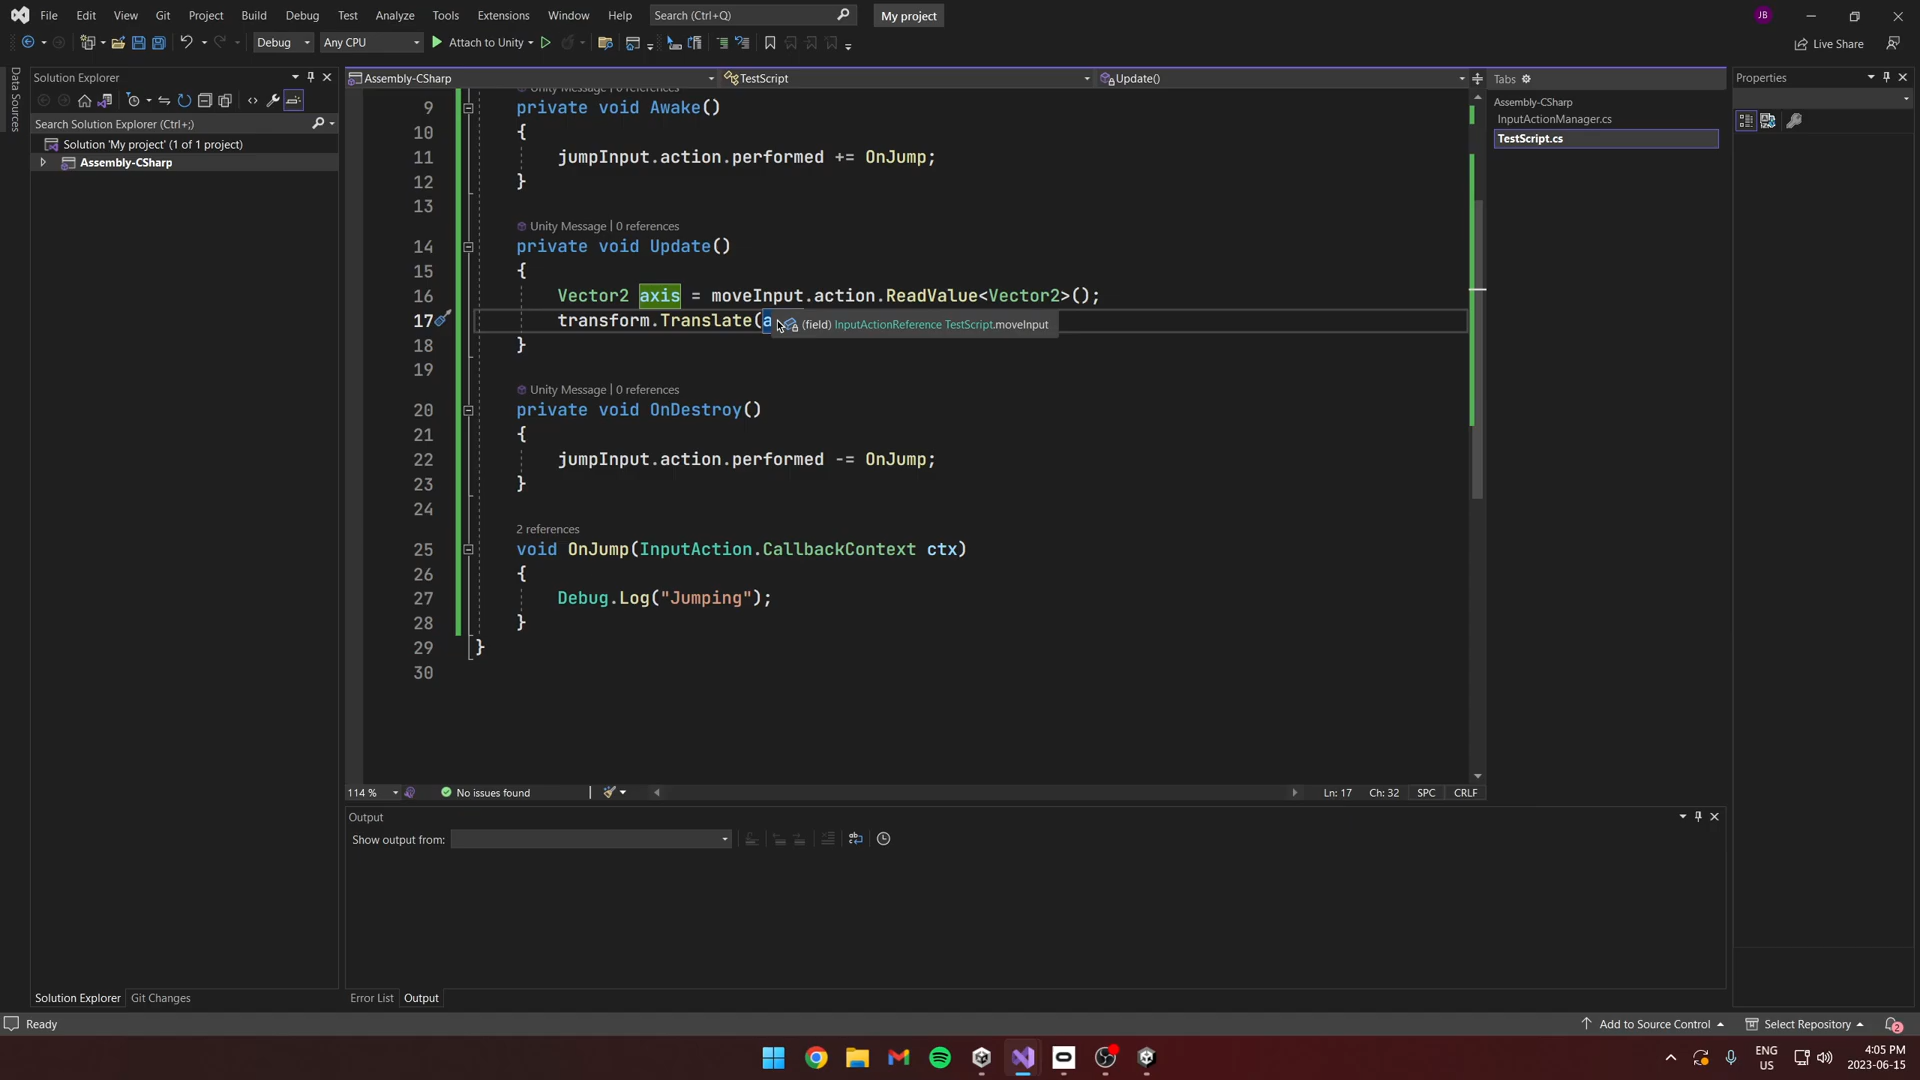 File Edit View Git Project Build Debug Test Analyze Tools Extensions Window Help Search (Ctrl+Q) My project JB
Debug Any CPU Attach to Unity Live Share
Data Sources
Solution Explorer
Search Solution Explorer (Ctrl+;)
Solution 'My project' (1 of 1 project)
Assembly-CSharp
Assembly-CSharp TestScript Update()
9 private void Awake()
10 {
11 jumpInput.action.performed += OnJump;
12 }
13
Unity Message | 0 references
14 private void Update()
15 {
16 Vector2 axis = moveInput.action.ReadValue<Vector2>();
17 transform.Translate(a
(field) InputActionReference TestScript.moveInput
18 }
19
Unity Message | 0 references
20 private void OnDestroy()
21 {
22 jumpInput.action.performed -= OnJump;
23 }
24
2 references
25 void OnJump(InputAction.CallbackContext ctx)
26 {
27 Debug.Log("Jumping");
28 }
29 }
30
114 % No issues found Ln: 17 Ch: 32 SPC CRLF
Tabs
Assembly-CSharp
InputActionManager.cs
TestScript.cs
Properties
Output
Show output from:
Solution Explorer Git Changes
Error List Output
Ready Add to Source Control Select Repository 2
ENG
US
4:05 PM
2023-06-15